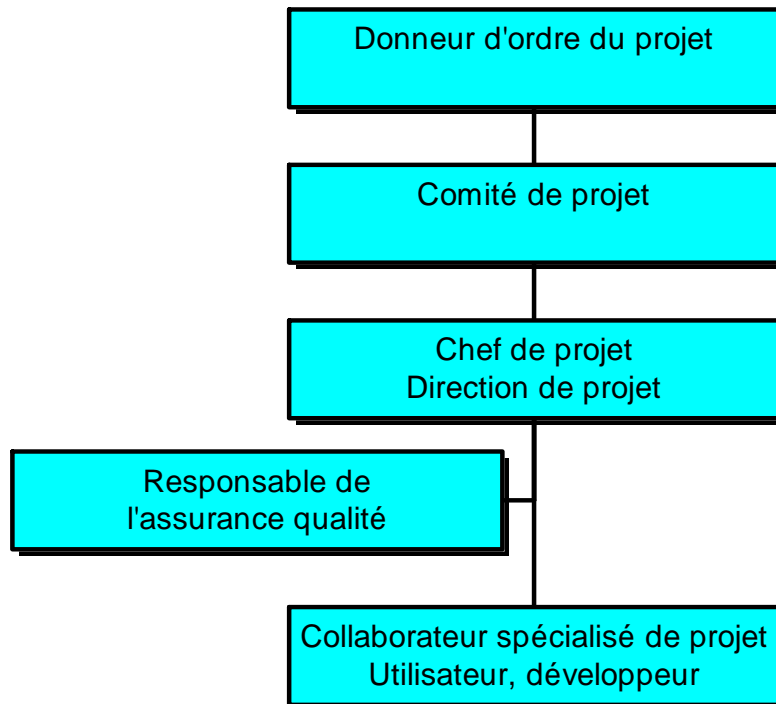 Donneur d'ordre du projet
Comité de projet
Chef de projet
Direction de projet
Responsable de
l'assurance qualité
Collaborateur spécialisé de projet
Utilisateur, développeur